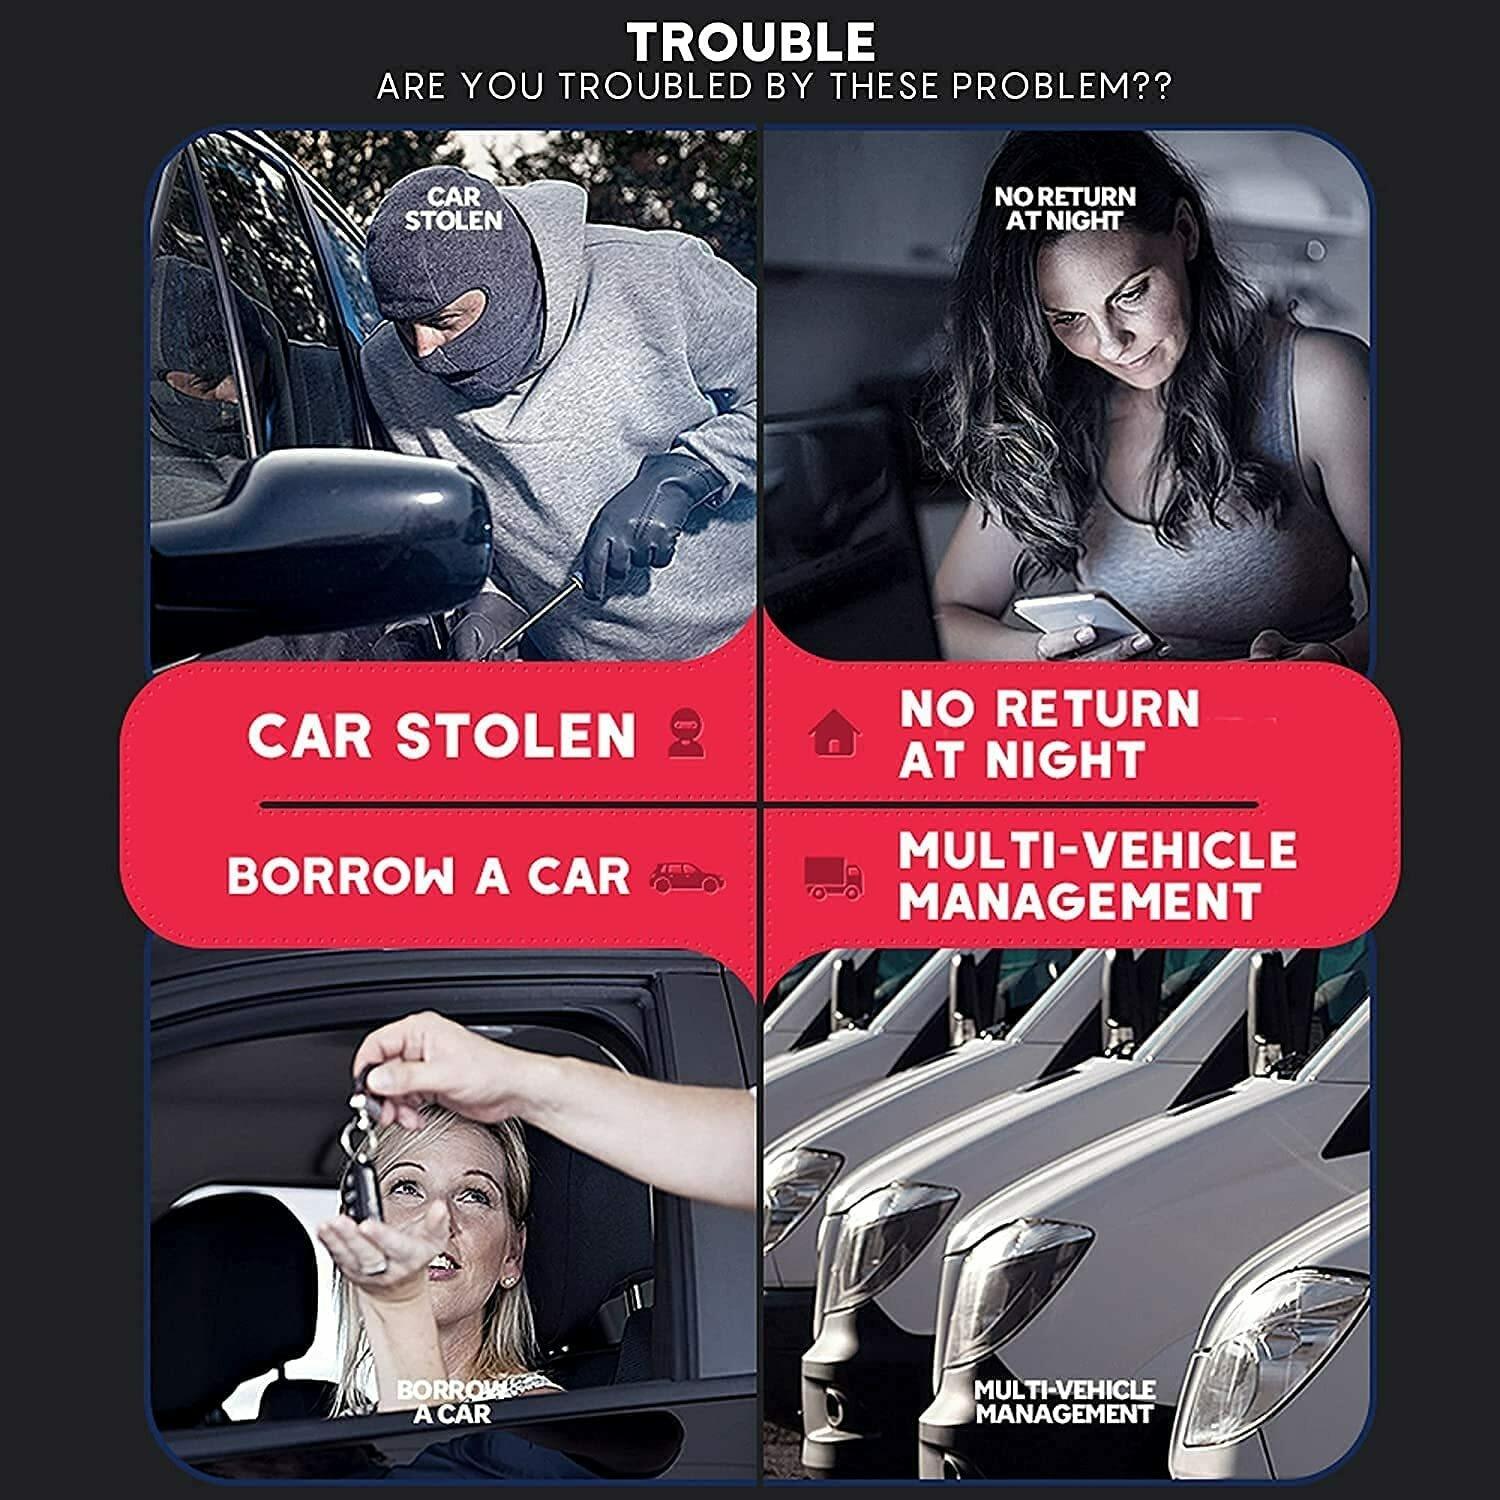 TROUBLE
ARE YOU TROUBLED BY THESE PROBLEM??
CAR
STOLEN
NO RETURN
AT NIGHT
CAR STOLEN
NO RETURN
AT NIGHT
BORROW A CAR
MULTI-VEHICLE
MANAGEMENT
BORROW
A CAR
MULTI-VEHICLE
MANAGEMENT